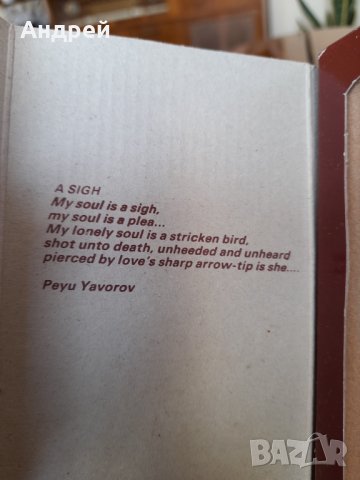 Андрей
A SIGH
My soul is a sigh,
my soul is a plea...
My lonely soul is a stricken bird,
shot unto death, unheeded and unheard
pierced by love's sharp arrow-tip is she....
Peyu Yavorov
BAZAR